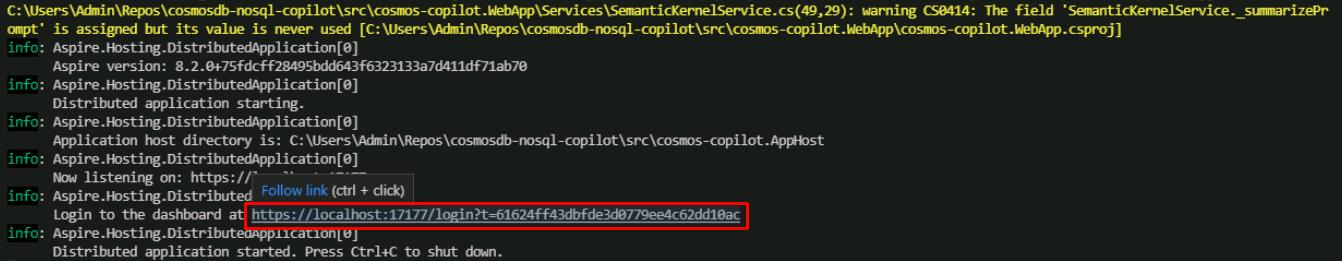 C:\Users\Admin\Repos\cosmosdb-nosql-copilot\src\cosmos-copilot.WebApp\Services\SemanticKernelService.cs(49,29): warning CS0414: The field 'SemanticKernelService._summarizePr
ompt' is assigned but its value is never used [C:\Users\Admin\Repos\cosmosdb-nosql-copilot\src\cosmos-copilot.WebApp\cosmos-copilot.WebApp.csproj]
info: Aspire.Hosting.DistributedApplication[0]
Aspire version: 8.2.0+75fdcff28495bdd643f6323133a7d411df71ab70
info: Aspire.Hosting.DistributedApplication[0]
Distributed application starting.
info: Aspire.Hosting.DistributedApplication[0]
Application host directory is: C:\Users\Admin\Repos\cosmosdb-nosql-copilot\src\cosmos-copilot.AppHost
info: Aspire.Hosting.DistributedApplication[0]
Now listening on: https://
Follow link (ctrl + click)
info: Aspire.Hosting.Distributed
Login to the dashboard at https://localhost:17177/login?t=61624ff43dbfde3d0779ee4c62dd10ac
info: Aspire.Hosting.DistributedApplication[0]
Distributed application started. Press Ctrl+C to shut down.